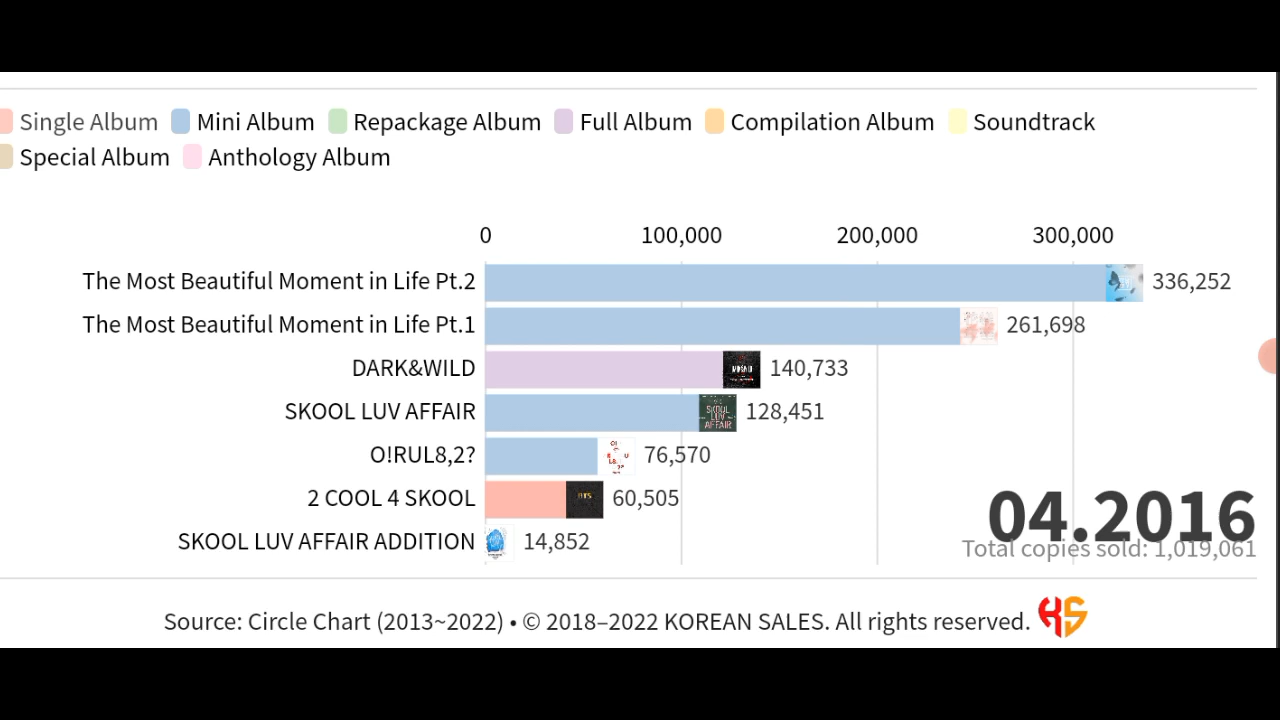 Single Album Mini Album Repackage Album Full Album Compilation Album Soundtrack
Special Album Anthology Album
0 100,000 200,000 300,000
The Most Beautiful Moment in Life Pt.2 336,252
The Most Beautiful Moment in Life Pt.1 261,698
DARK&WILD 140,733
SKOOL LUV AFFAIR SKOOL LUV AFFAIR 128,451
O!RUL8,2? 76,570
2 COOL 4 SKOOL 60,505
SKOOL LUV AFFAIR ADDITION 14,852
04.2016
Total copies sold: 1,019,061
Source: Circle Chart (2013~2022) • © 2018–2022 KOREAN SALES. All rights reserved. KS